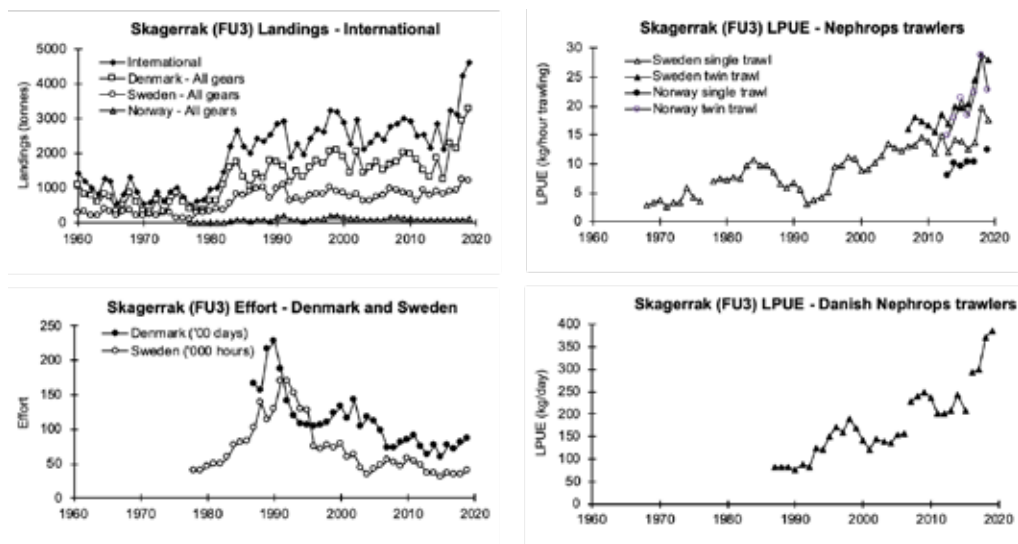 Skagerrak (FU3) Landings - International
Landings (tonnes)
5000
4000
3000
2000
1000
0
International
Denmark - All gears
Sweden - All gears
Norway - All gears
1960 1970 1980 1990 2000 2010 2020
Skagerrak (FU3) LPUE - Nephrops trawlers
LPUE (kg/hour trawling)
30
25
20
15
10
5
0
Sweden single trawl
Sweden twin trawl
Norway single trawl
Norway twin trawl
1960 1970 1980 1990 2000 2010 2020
Skagerrak (FU3) Effort - Denmark and Sweden
Effort
250
200
150
100
50
0
Denmark ('00 days)
Sweden ('000 hours)
1960 1970 1980 1990 2000 2010 2020
Skagerrak (FU3) LPUE - Danish Nephrops trawlers
LPUE (kg/day)
400
350
300
250
200
150
100
50
0
1960 1970 1980 1990 2000 2010 2020